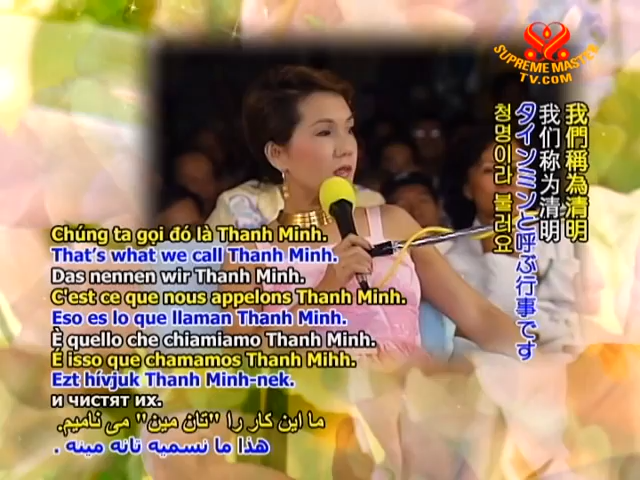 SUPREME MASTER
TV.COM
我們稱為清明
我们称为清明
タインミンと呼ぶ行事です
청명이라 불러요
Chúng ta gọi đó là Thanh Minh.
That's what we call Thanh Minh.
Das nennen wir Thanh Minh.
C'est ce que nous appelons Thanh Minh.
Eso es lo que llaman Thanh Minh.
È quello che chiamiamo Thanh Minh.
É isso que chamamos Thanh Mihh.
Ezt hívjuk Thanh Minh-nek.
и чистят их.
ما این کار را "تان مین" می نامیم.
هذا ما نسميه تانه مينه .